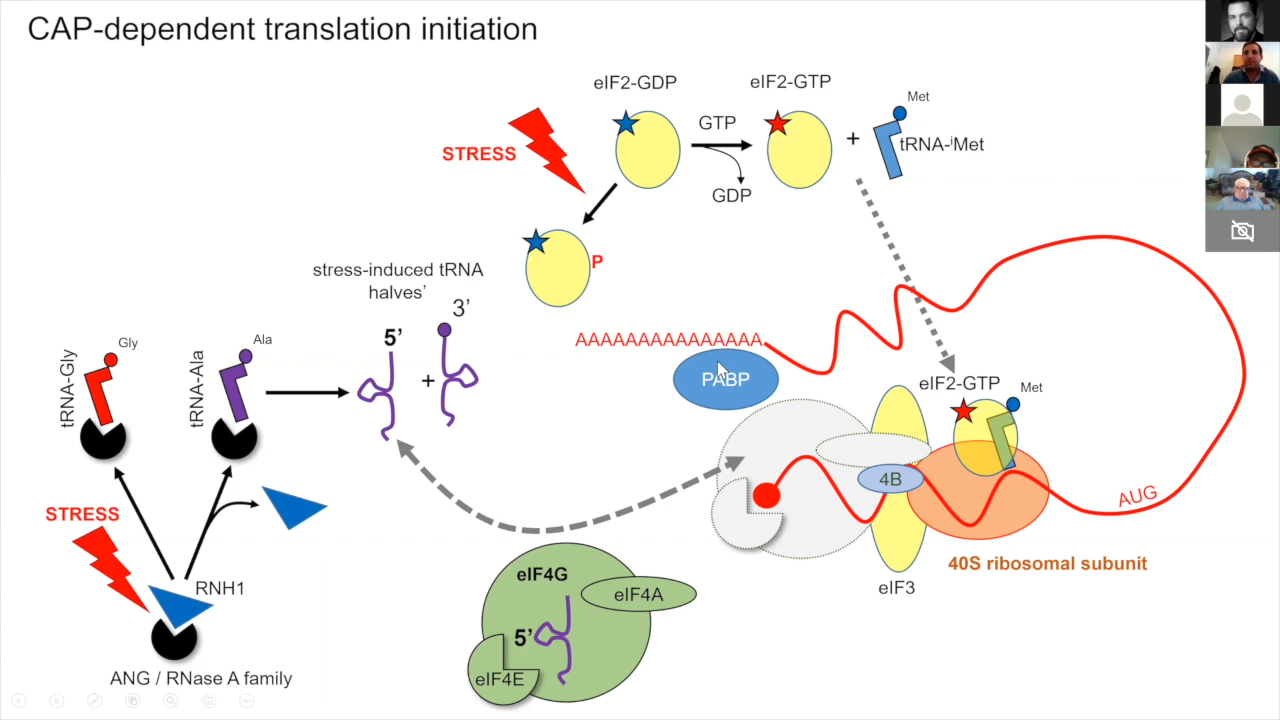 CAP-dependent translation initiation
eIF2-GDP
eIF2-GTP
GTP
GDP
+
Met
tRNA-ⁱMet
STRESS
P
stress-induced tRNA
halves’
5’
3’
+
Gly
tRNA-Gly
Ala
tRNA-Ala
AAAAAAAAAAAAAAA
PABP
eIF2-GTP
Met
4B
AUG
40S ribosomal subunit
eIF3
STRESS
RNH1
ANG / RNase A family
eIF4G
eIF4A
5’
eIF4E